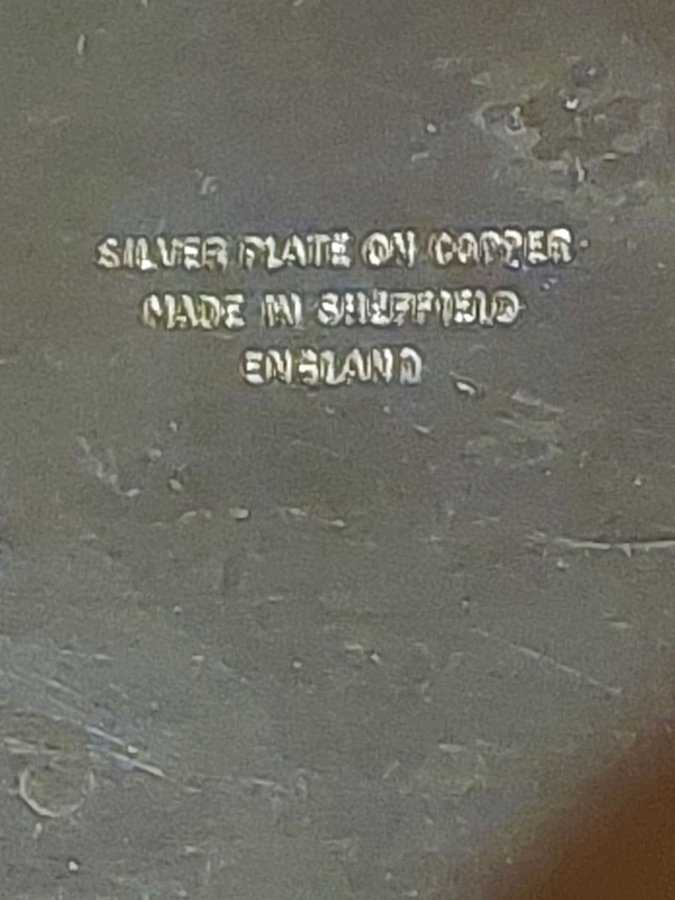 SILVER PLATE ON COPPER
MADE IN SHEFFIELD
ENGLAND